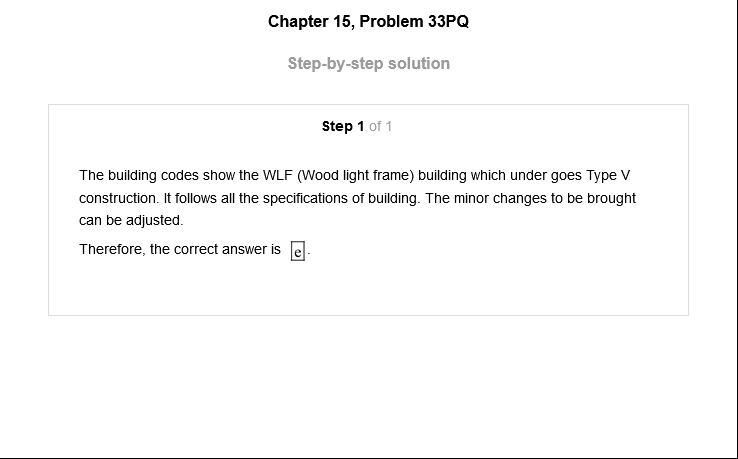 Chapter 15, Problem 33PQ
Step-by-step solution
Step 1 of 1
The building codes show the WLF (Wood light frame) building which under goes Type V
construction. It follows all the specifications of building. The minor changes to be brought
can be adjusted.
Therefore, the correct answer is e.